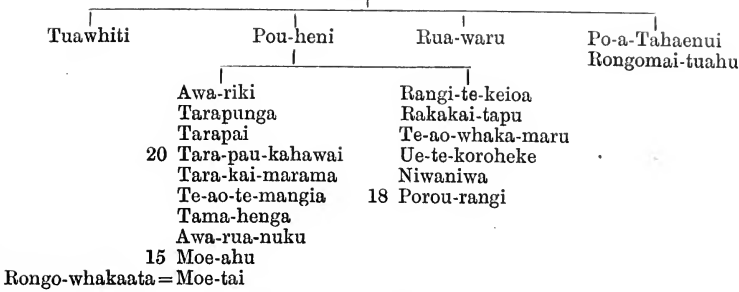 Tuawhiti Pou-heni Rua-waru Po-a-Tahaenui
Rongomai-tuahu
Awa-riki Rangi-te-keioa
Tarapunga Rakakai-tapu
Tarapai Te-ao-whaka-maru
20 Tara-pau-kahawai Ue-te-koroheke
Tara-kai-marama Niwaniwa
Te-ao-te-mangia 18 Porou-rangi
Tama-henga
Awa-rua-nuku
15 Moe-ahu
Rongo-whakaata=Moe-tai